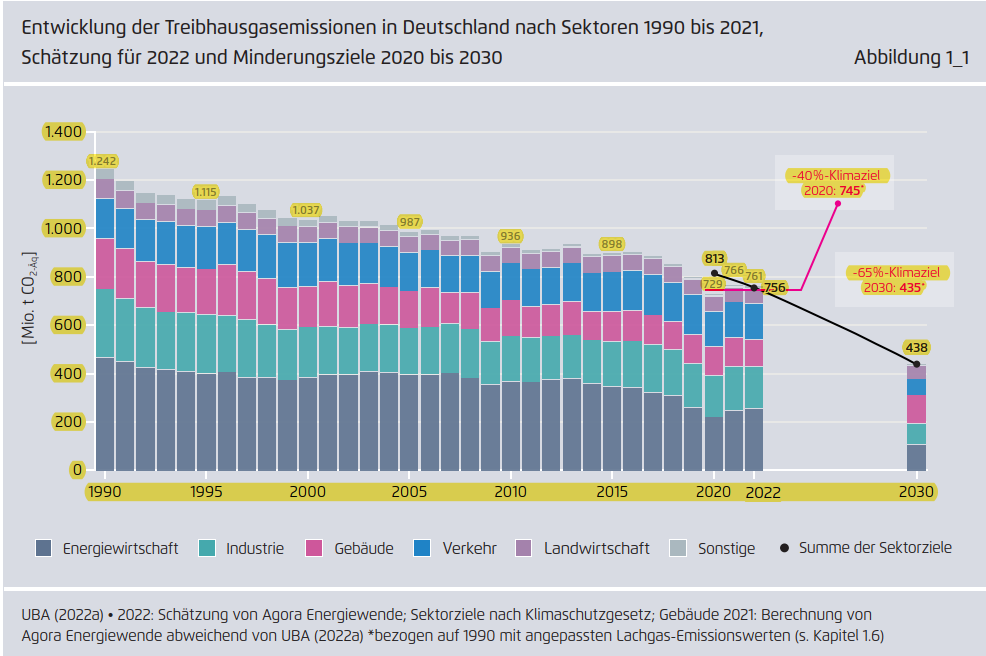 Entwicklung der Treibhausgasemissionen in Deutschland nach Sektoren 1990 bis 2021,
Schätzung für 2022 und Minderungsziele 2020 bis 2030
Abbildung 1_1
[Mio. t CO₂-Äq.]
1.400
1.200
1.000
800
600
400
200
0
1.242
1.115
1.037
987
936
898
813
729
766
761
756
438
-40%-Klimaziel
2020: 745*
-65%-Klimaziel
2030: 435*
1990 1995 2000 2005 2010 2015 2020 2022 2030
Energiewirtschaft Industrie Gebäude Verkehr Landwirtschaft Sonstige Summe der Sektorziele
UBA (2022a) • 2022: Schätzung von Agora Energiewende; Sektorziele nach Klimaschutzgesetz; Gebäude 2021: Berechnung von
Agora Energiewende abweichend von UBA (2022a) *bezogen auf 1990 mit angepassten Lachgas-Emissionswerten (s. Kapitel 1.6)